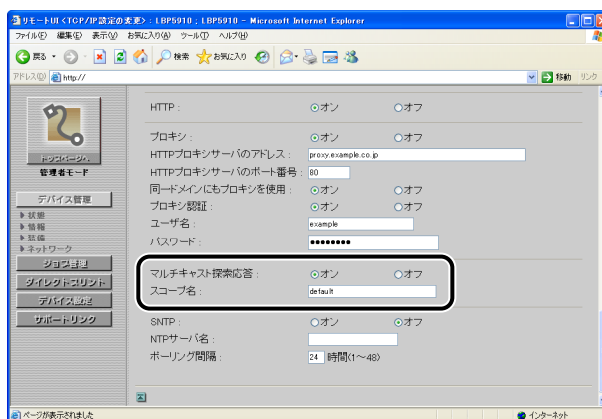 リモートUI <TCP/IP設定の変更> : LBP5910 ; LBP5910 - Microsoft Internet Explorer
ファイル(F) 編集(E) 表示(V) お気に入り(A) ツール(T) ヘルプ(H)
戻る 検索 お気に入り
アドレス(D) http:// 移動 リンク
トップページへ
管理者モード
デバイス管理
状態
情報
装備
ネットワーク
ジョブ管理
ダイレクトプリント
デバイス設定
サポートリンク
HTTP : オン オフ
プロキシ : オン オフ
HTTPプロキシサーバのアドレス : proxy.example.co.jp
HTTPプロキシサーバのポート番号 : 80
同一ドメインにもプロキシを使用 : オン オフ
プロキシ認証 : オン オフ
ユーザ名 : example
パスワード : ●●●●●●●●
マルチキャスト探索応答 : オン オフ
スコープ名 : default
SNTP : オン オフ
NTPサーバ名 :
ポーリング間隔 : 24 時間(1～48)
ページが表示されました インターネット